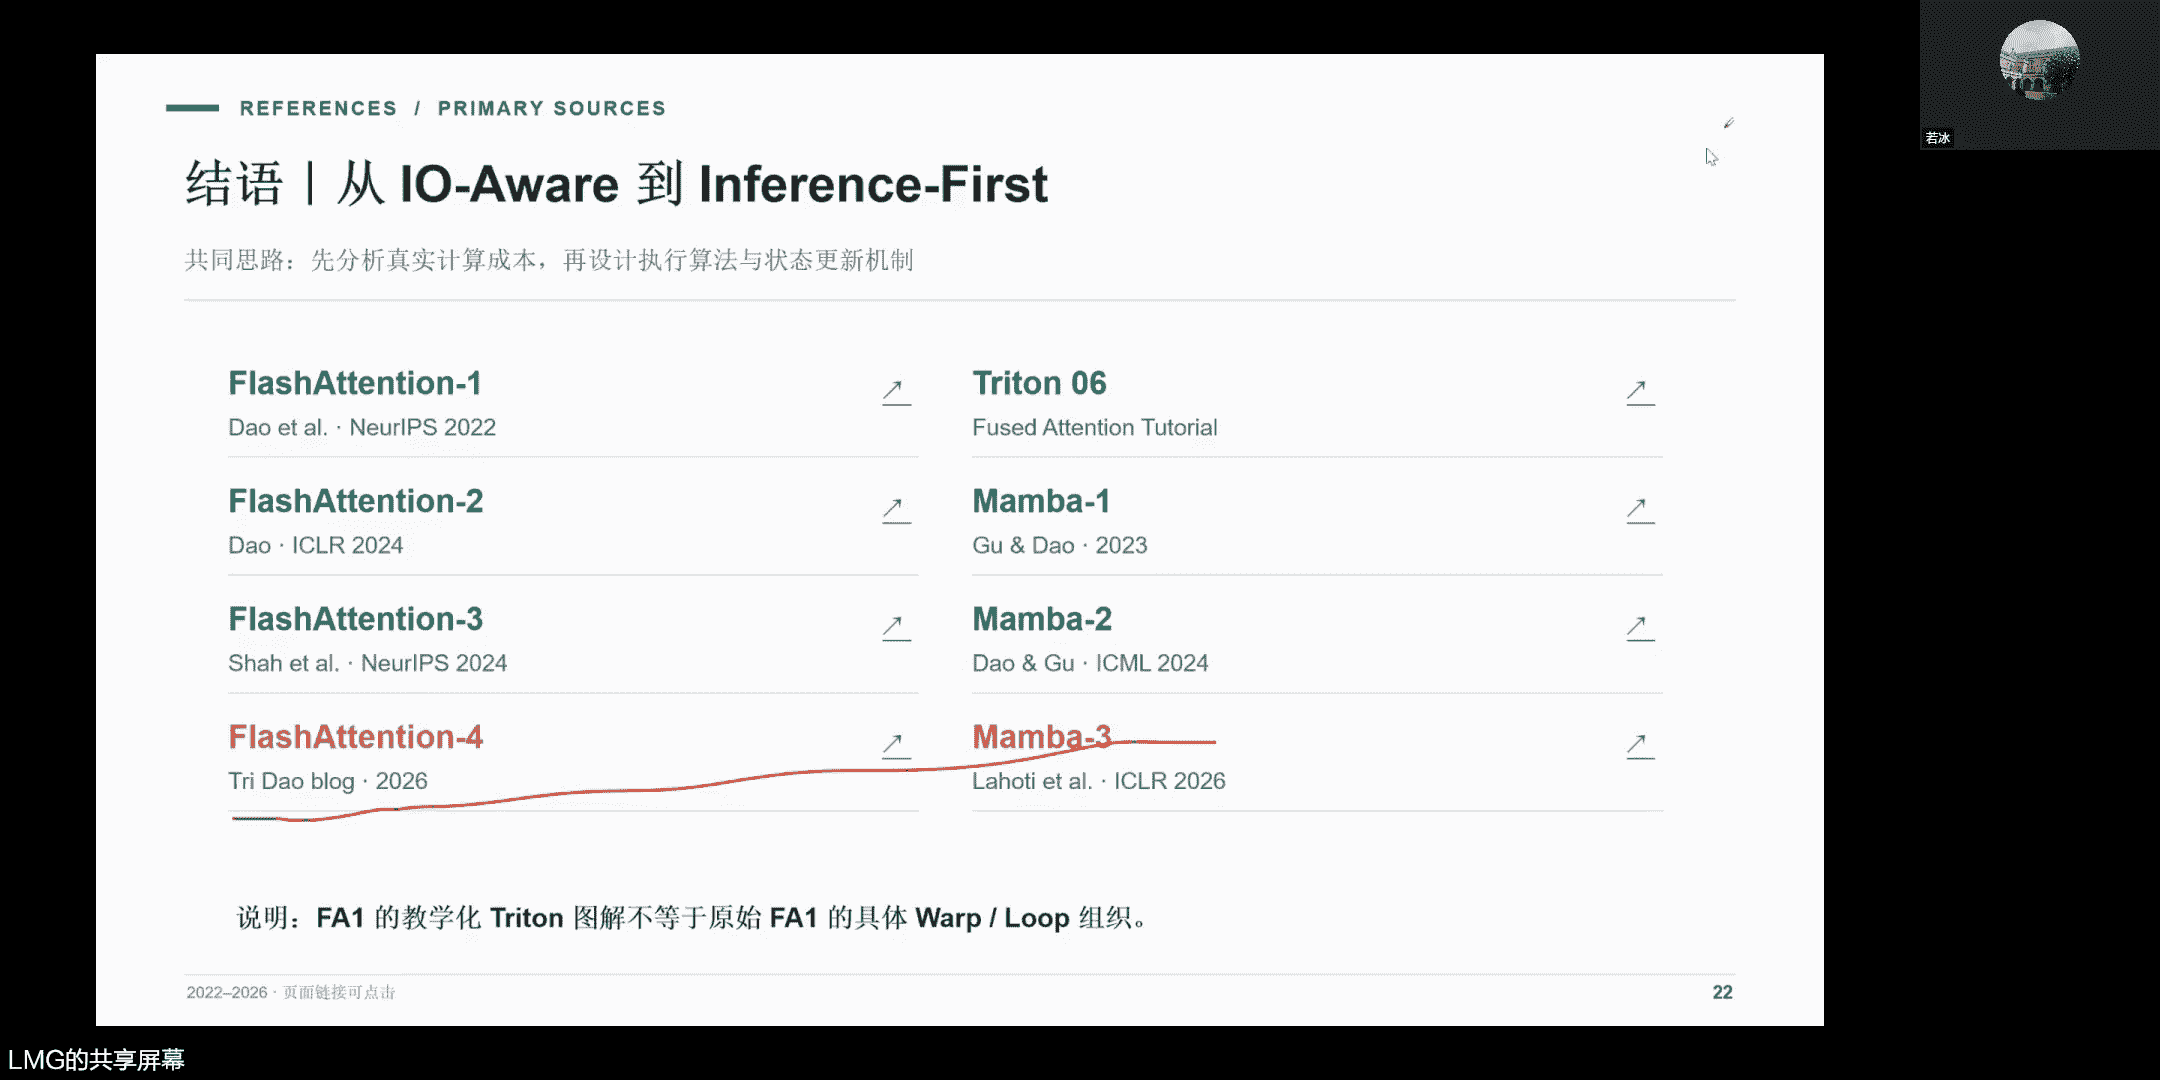 REFERENCES / PRIMARY SOURCES
结语 | 从 IO-Aware 到 Inference-First
共同思路：先分析真实计算成本，再设计执行算法与状态更新机制
FlashAttention-1
Dao et al. · NeurIPS 2022
FlashAttention-2
Dao · ICLR 2024
FlashAttention-3
Shah et al. · NeurIPS 2024
FlashAttention-4
Tri Dao blog · 2026
Triton 06
Fused Attention Tutorial
Mamba-1
Gu & Dao · 2023
Mamba-2
Dao & Gu · ICML 2024
Mamba-3
Lahoti et al. · ICLR 2026
说明：FA1 的教学化 Triton 图解不等于原始 FA1 的具体 Warp / Loop 组织。
2022–2026 · 页面链接可点击
22
若冰
LMG的共享屏幕